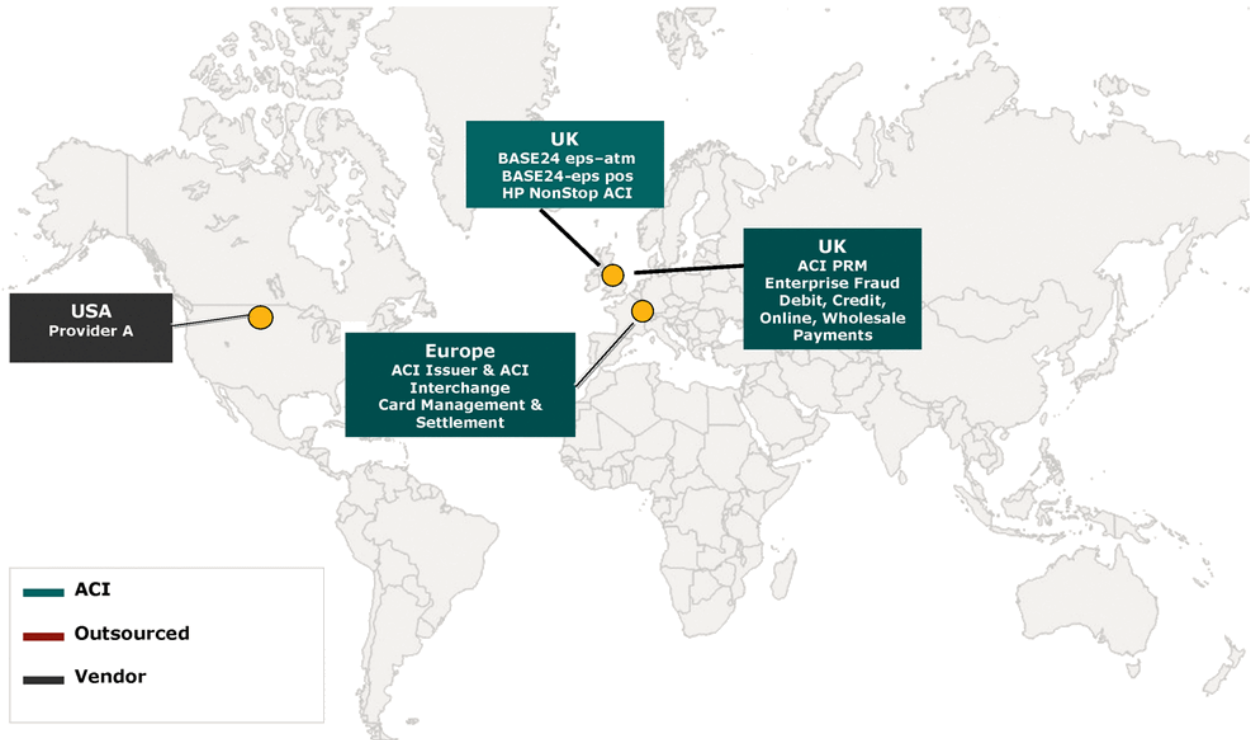 UK
BASE24 eps–atm
BASE24-eps pos
HP NonStop ACI
UK
ACI PRM
Enterprise Fraud
Debit, Credit,
Online, Wholesale
Payments
USA
Provider A
Europe
ACI Issuer & ACI
Interchange
Card Management &
Settlement
ACI
Outsourced
Vendor